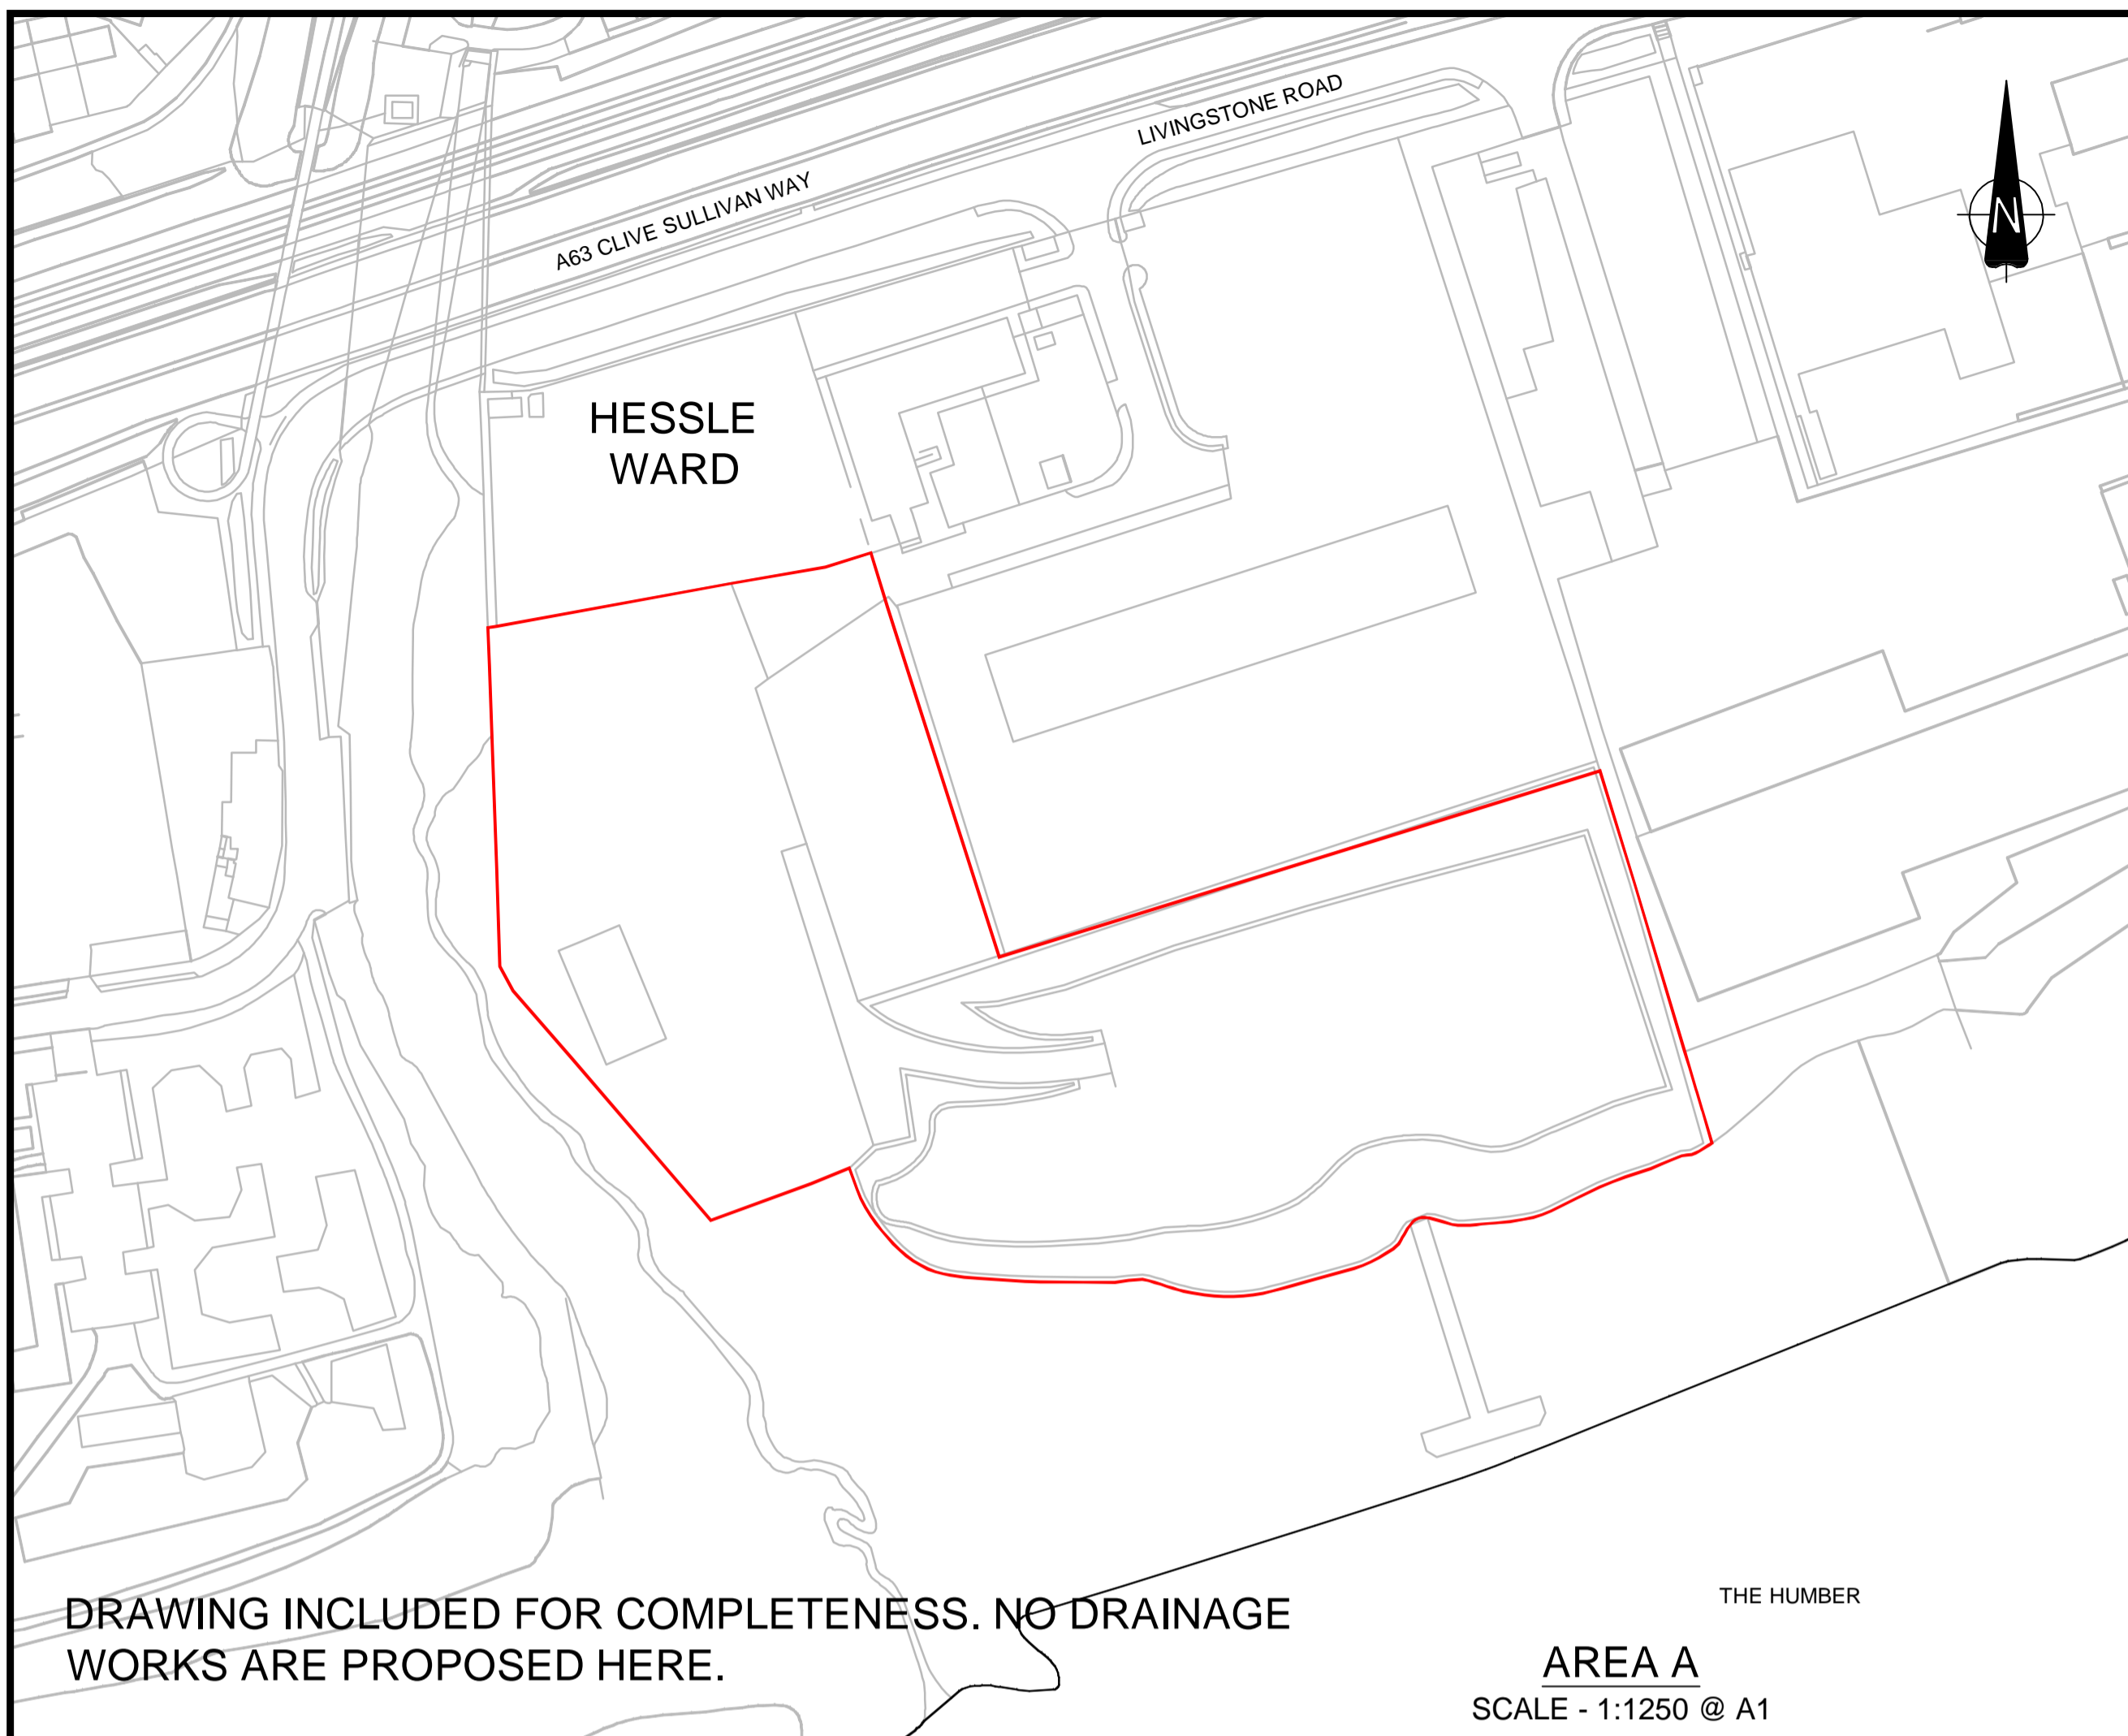 LIVINGSTONE ROAD
A63 CLIVE SULLIVAN WAY
N
HESSLE
WARD
DRAWING INCLUDED FOR COMPLETENESS. NO DRAINAGE
WORKS ARE PROPOSED HERE.
THE HUMBER
AREA A
SCALE - 1:1250 @ A1